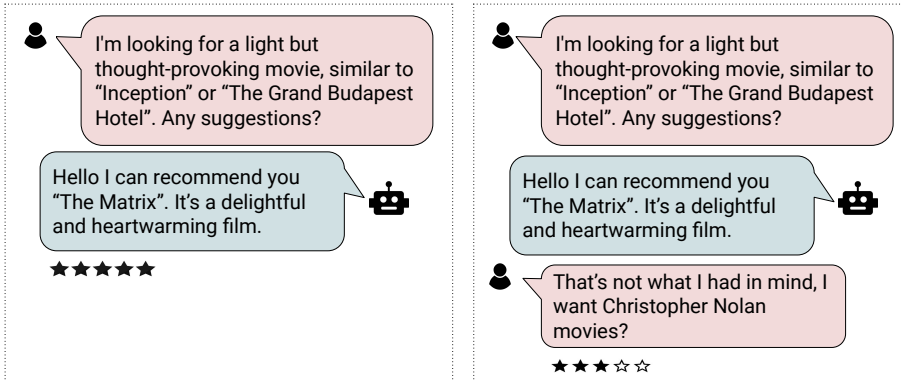 I'm looking for a light but
thought-provoking movie, similar to
“Inception” or “The Grand Budapest
Hotel”. Any suggestions?
Hello I can recommend you
“The Matrix”. It’s a delightful
and heartwarming film.
I'm looking for a light but
thought-provoking movie, similar to
“Inception” or “The Grand Budapest
Hotel”. Any suggestions?
Hello I can recommend you
“The Matrix”. It’s a delightful
and heartwarming film.
That’s not what I had in mind, I
want Christopher Nolan
movies?